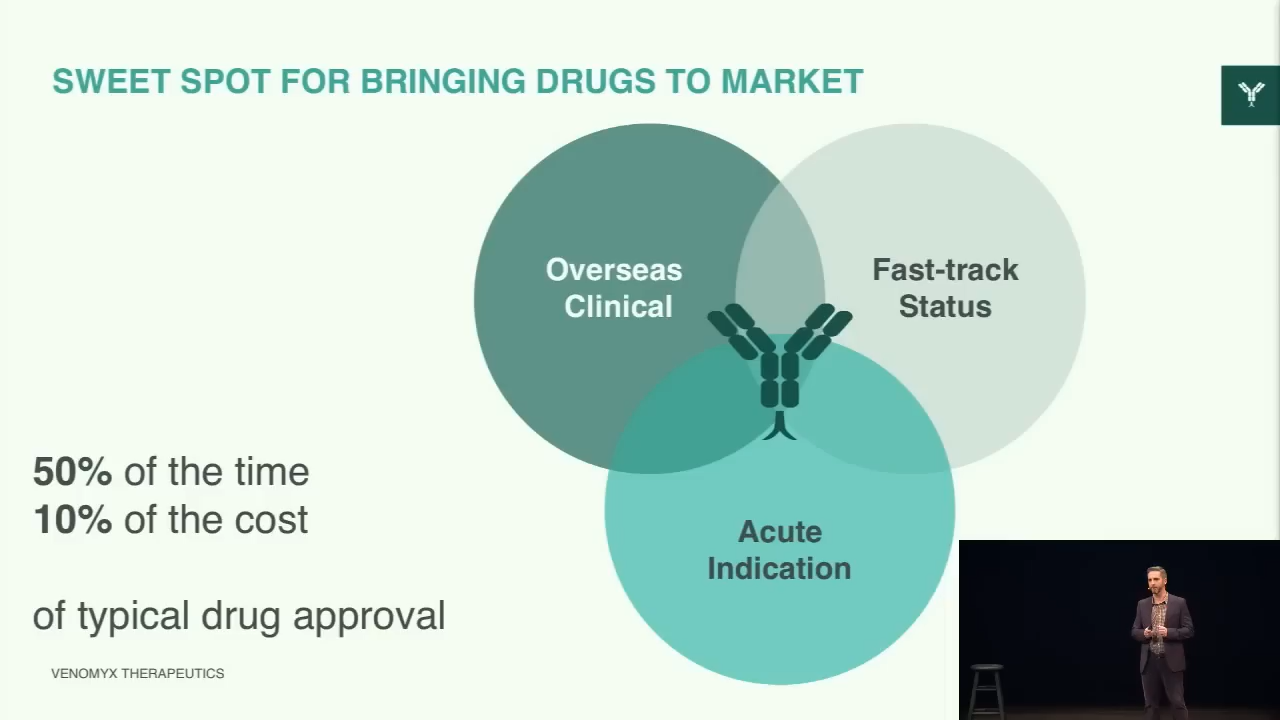 SWEET SPOT FOR BRINGING DRUGS TO MARKET
Overseas
Clinical
Fast-track
Status
Acute
Indication
50% of the time
10% of the cost
of typical drug approval
VENOMYX THERAPEUTICS